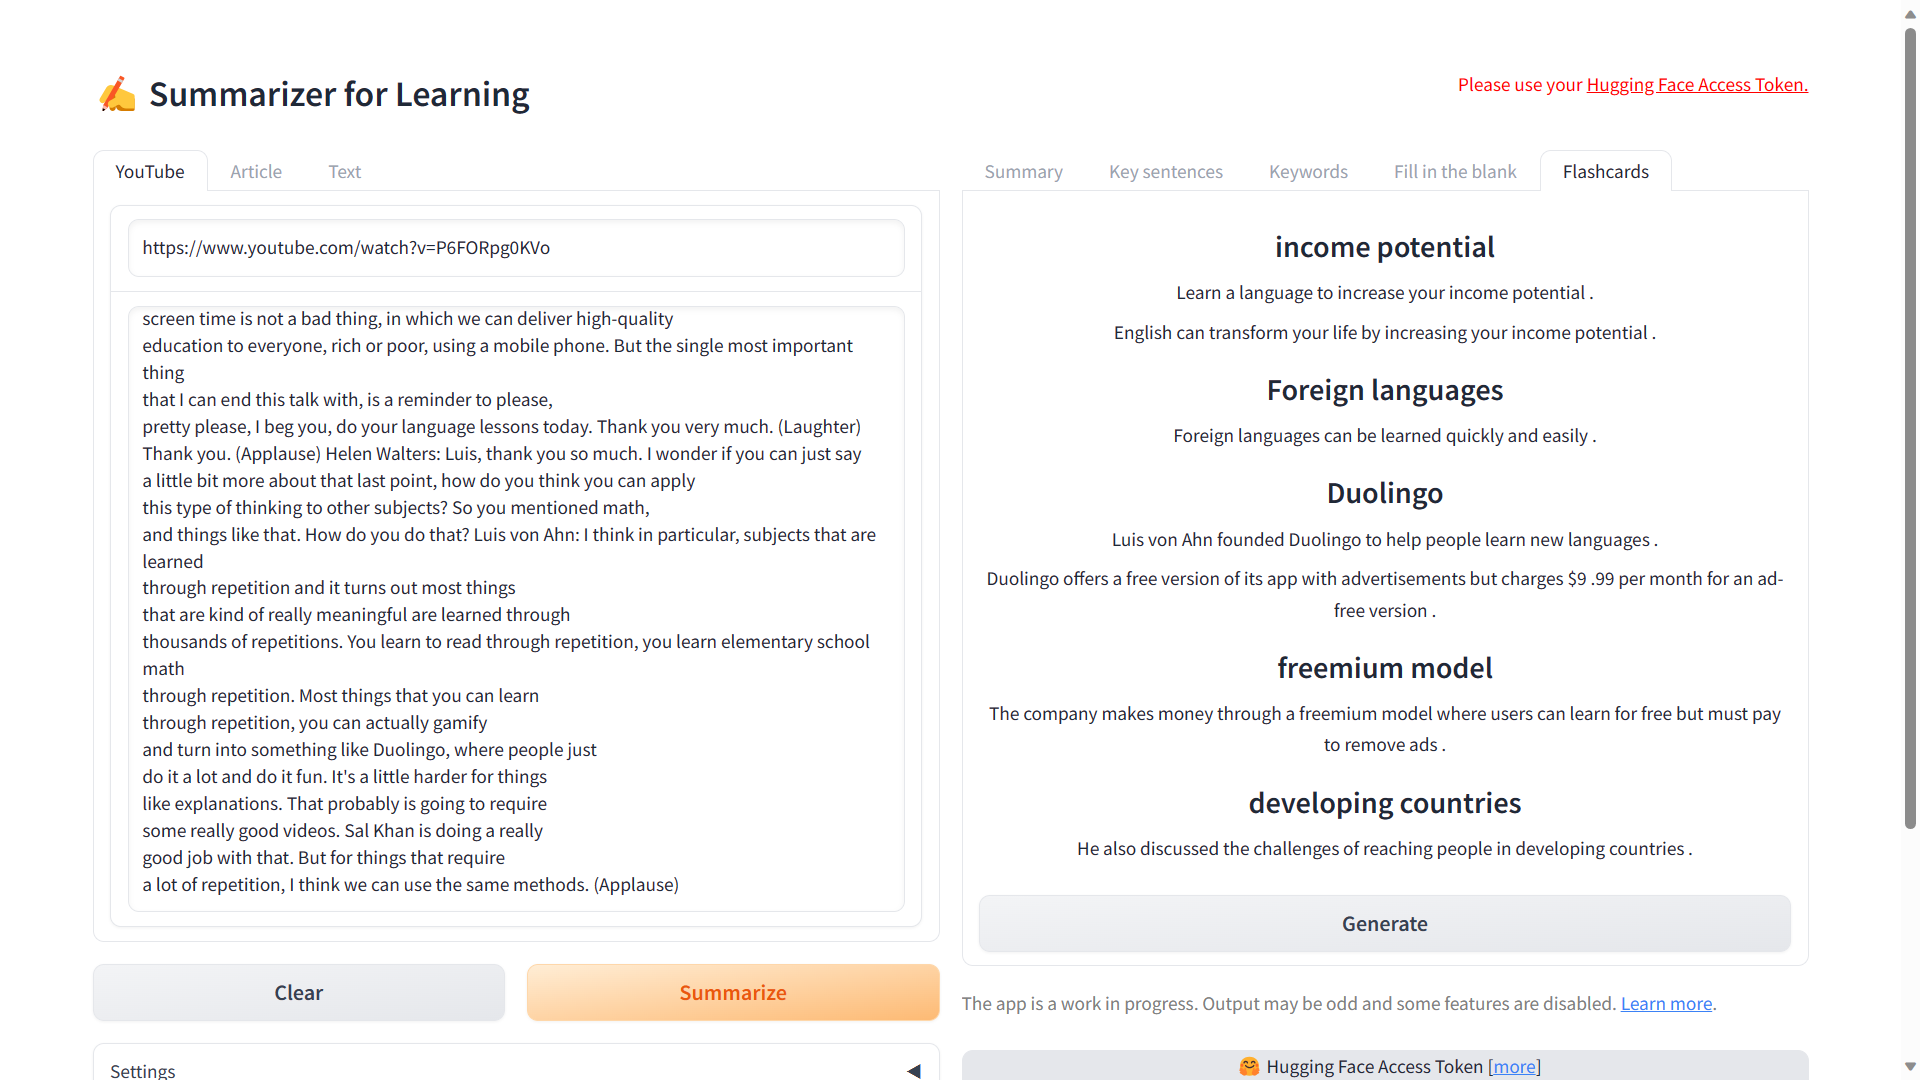 ✍️ Summarizer for Learning
Please use your Hugging Face Access Token.
YouTube Article Text
https://www.youtube.com/watch?v=P6FORpg0KVo
screen time is not a bad thing, in which we can deliver high-quality
education to everyone, rich or poor, using a mobile phone. But the single most important
thing
that I can end this talk with, is a reminder to please,
pretty please, I beg you, do your language lessons today. Thank you very much. (Laughter)
Thank you. (Applause) Helen Walters: Luis, thank you so much. I wonder if you can just say
a little bit more about that last point, how do you think you can apply
this type of thinking to other subjects? So you mentioned math,
and things like that. How do you do that? Luis von Ahn: I think in particular, subjects that are
learned
through repetition and it turns out most things
that are kind of really meaningful are learned through
thousands of repetitions. You learn to read through repetition, you learn elementary school
math
through repetition. Most things that you can learn
through repetition, you can actually gamify
and turn into something like Duolingo, where people just
do it a lot and do it fun. It's a little harder for things
like explanations. That probably is going to require
some really good videos. Sal Khan is doing a really
good job with that. But for things that require
a lot of repetition, I think we can use the same methods. (Applause)
Clear
Summarize
Settings
Summary Key sentences Keywords Fill in the blank Flashcards
income potential
Learn a language to increase your income potential .
English can transform your life by increasing your income potential .
Foreign languages
Foreign languages can be learned quickly and easily .
Duolingo
Luis von Ahn founded Duolingo to help people learn new languages .
Duolingo offers a free version of its app with advertisements but charges $9 .99 per month for an ad-
free version .
freemium model
The company makes money through a freemium model where users can learn for free but must pay
to remove ads .
developing countries
He also discussed the challenges of reaching people in developing countries .
Generate
The app is a work in progress. Output may be odd and some features are disabled. Learn more.
🤗 Hugging Face Access Token [more]